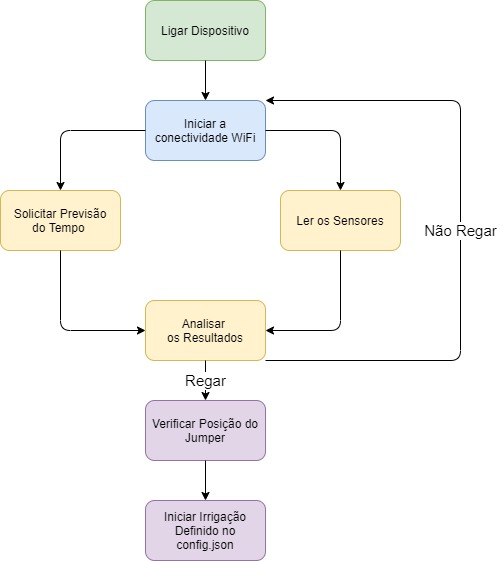 Ligar Dispositivo
Iniciar a
conectividade WiFi
Solicitar Previsão
do Tempo
Ler os Sensores
Não Regar
Analisar
os Resultados
Regar
Verificar Posição do
Jumper
Iniciar Irrigação
Definido no
config.json